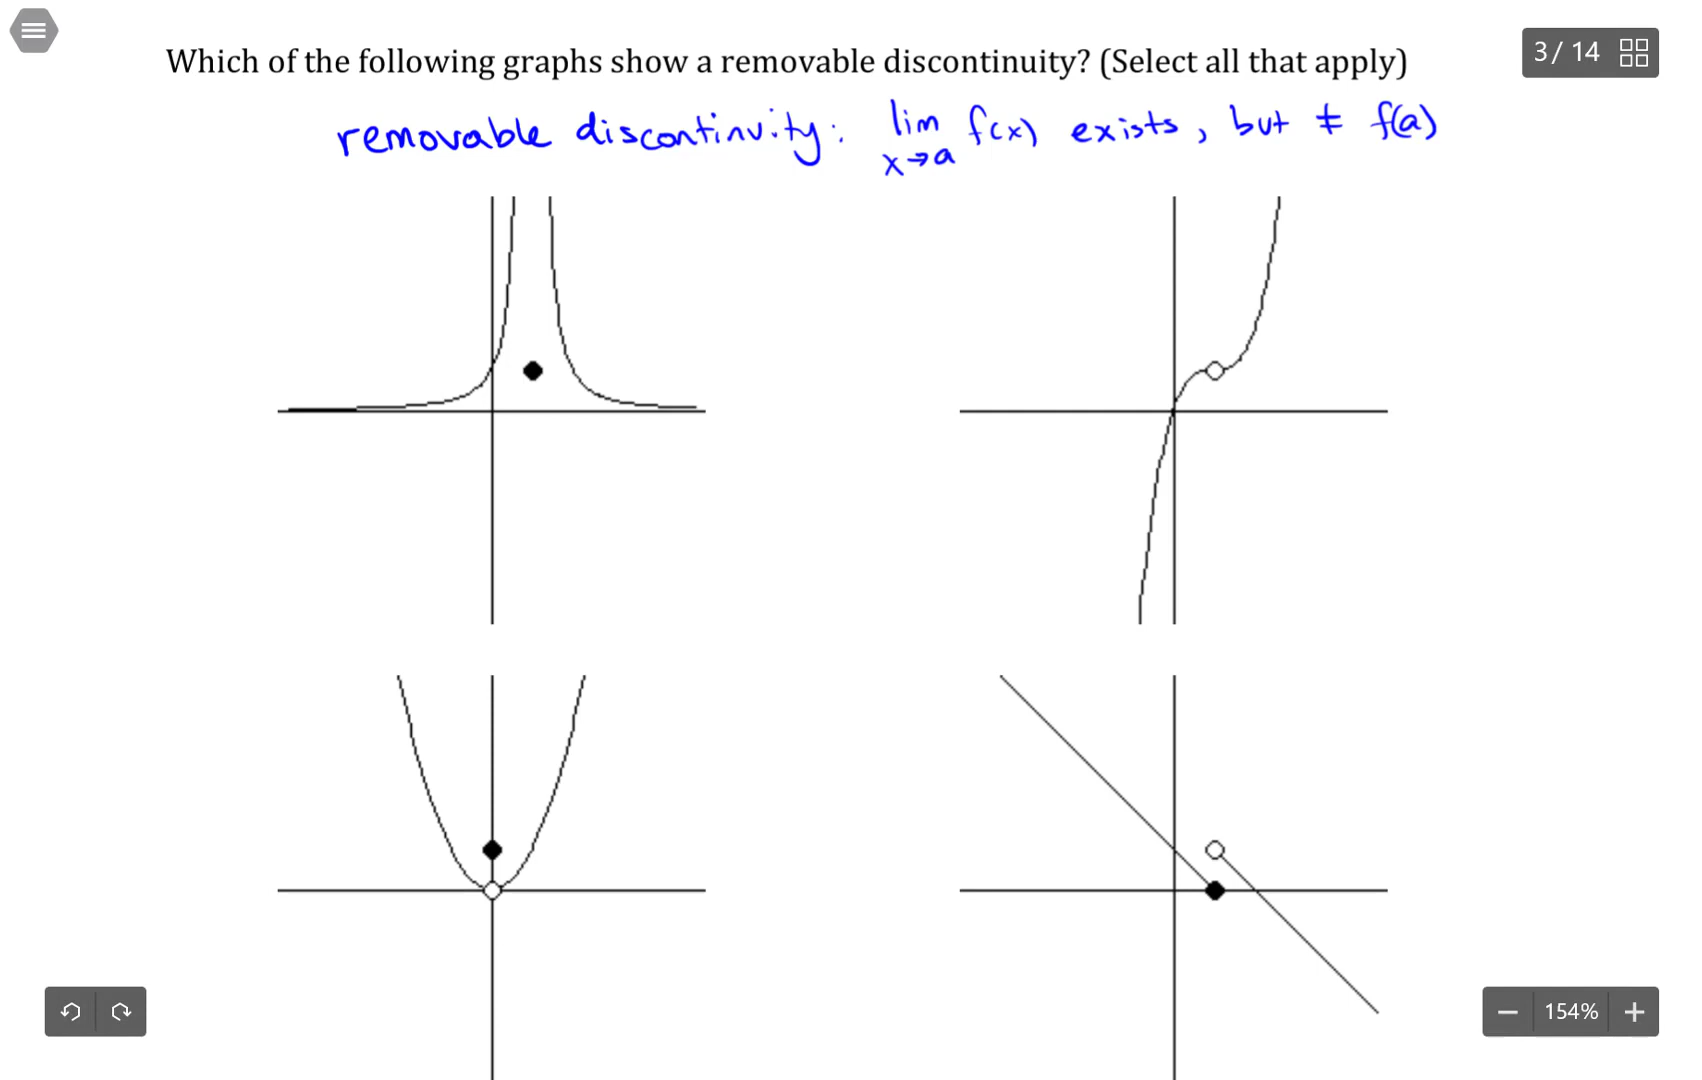 Which of the following graphs show a removable discontinuity? (Select all that apply)
3 / 14
removable discontinuity: lim x→a f(x) exists, but ≠ f(a)
154%